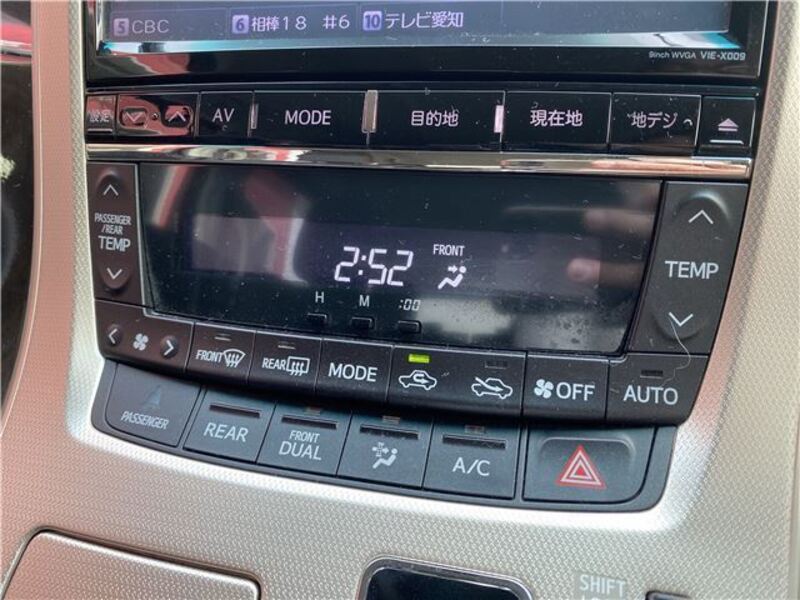 5 CBC 6 相棒18 #6 10 テレビ愛知
9inch WVGA VIE-X009
設定 AV MODE 目的地 現在地 地デジ
PASSENGER
/REAR
TEMP
2:52 FRONT
TEMP
H M :00
FRONT REAR MODE OFF AUTO
PASSENGER REAR FRONT
DUAL A/C
SHIFT